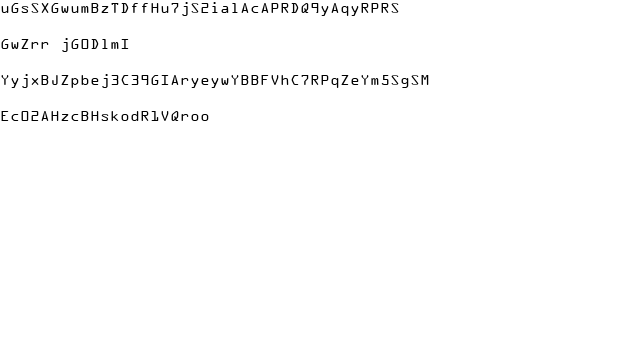 uGsSXGwumBzTDffHu7jS2ialAcAPRDQ9yAqyRPRS
GwZrr jGODlmI
YyjxBJZpbej3C39GIAryeywYBBFVhC7RPqZeYm5SgSM
EcO2AHzcBHskodR1VQroo